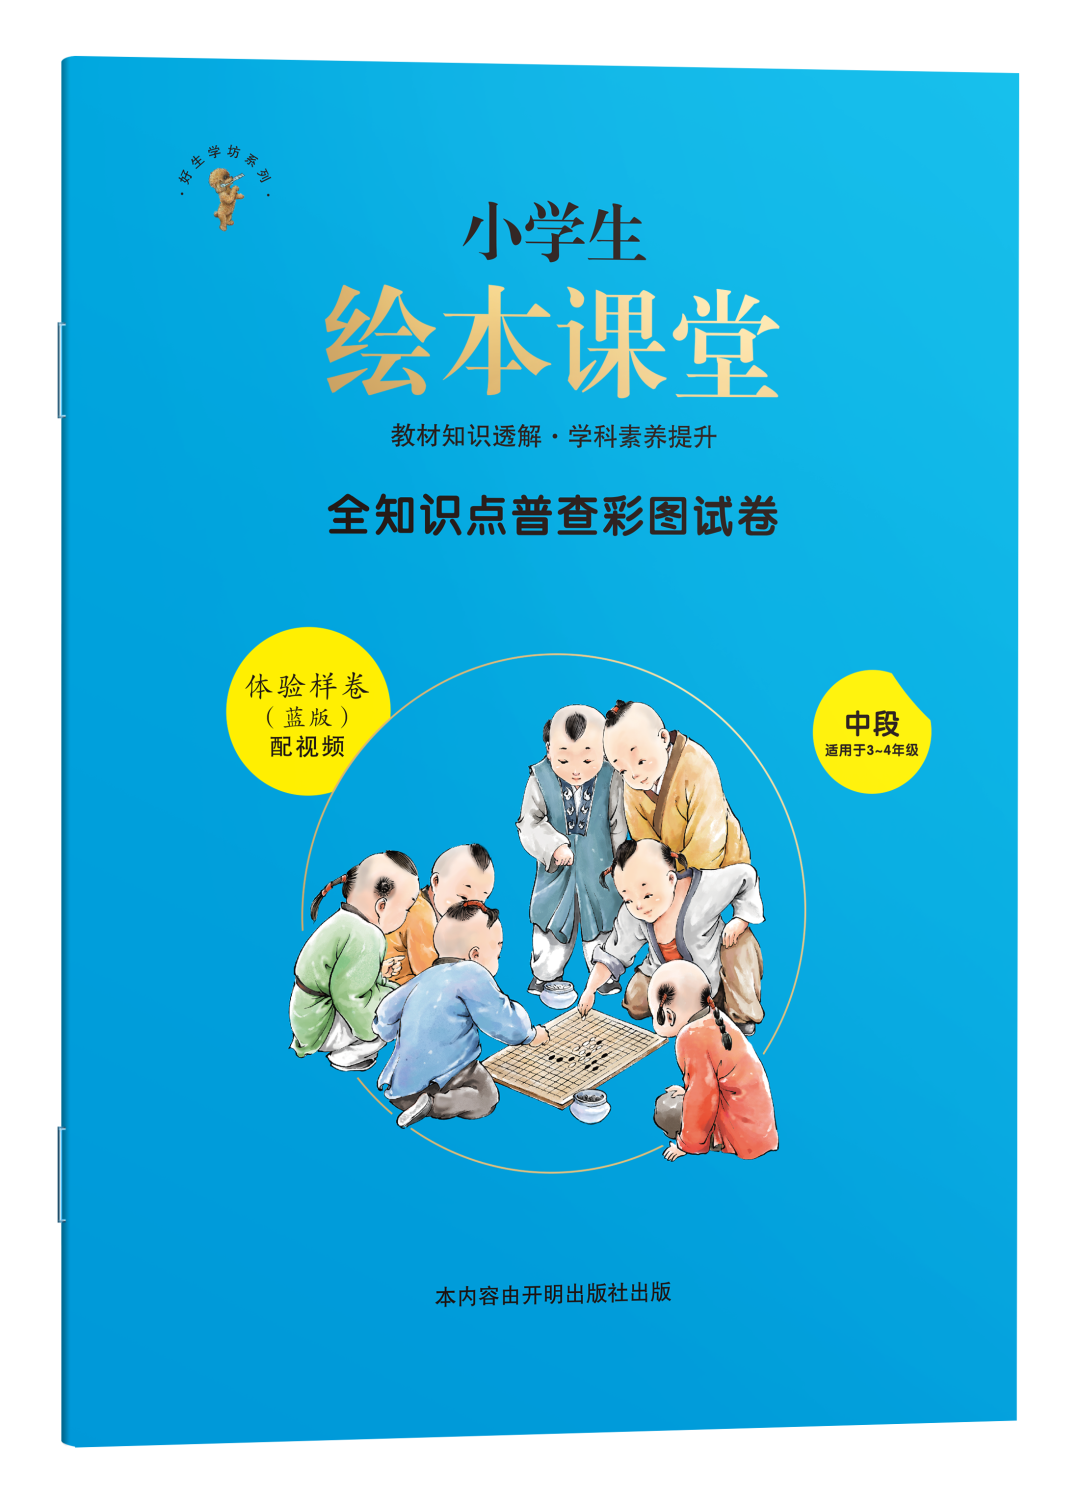 ·好生学坊系列·
小学生
绘本课堂
教材知识透解·学科素养提升
全知识点普查彩图试卷
体验样卷
（蓝版）
配视频
中段
适用于3~4年级
本内容由开明出版社出版